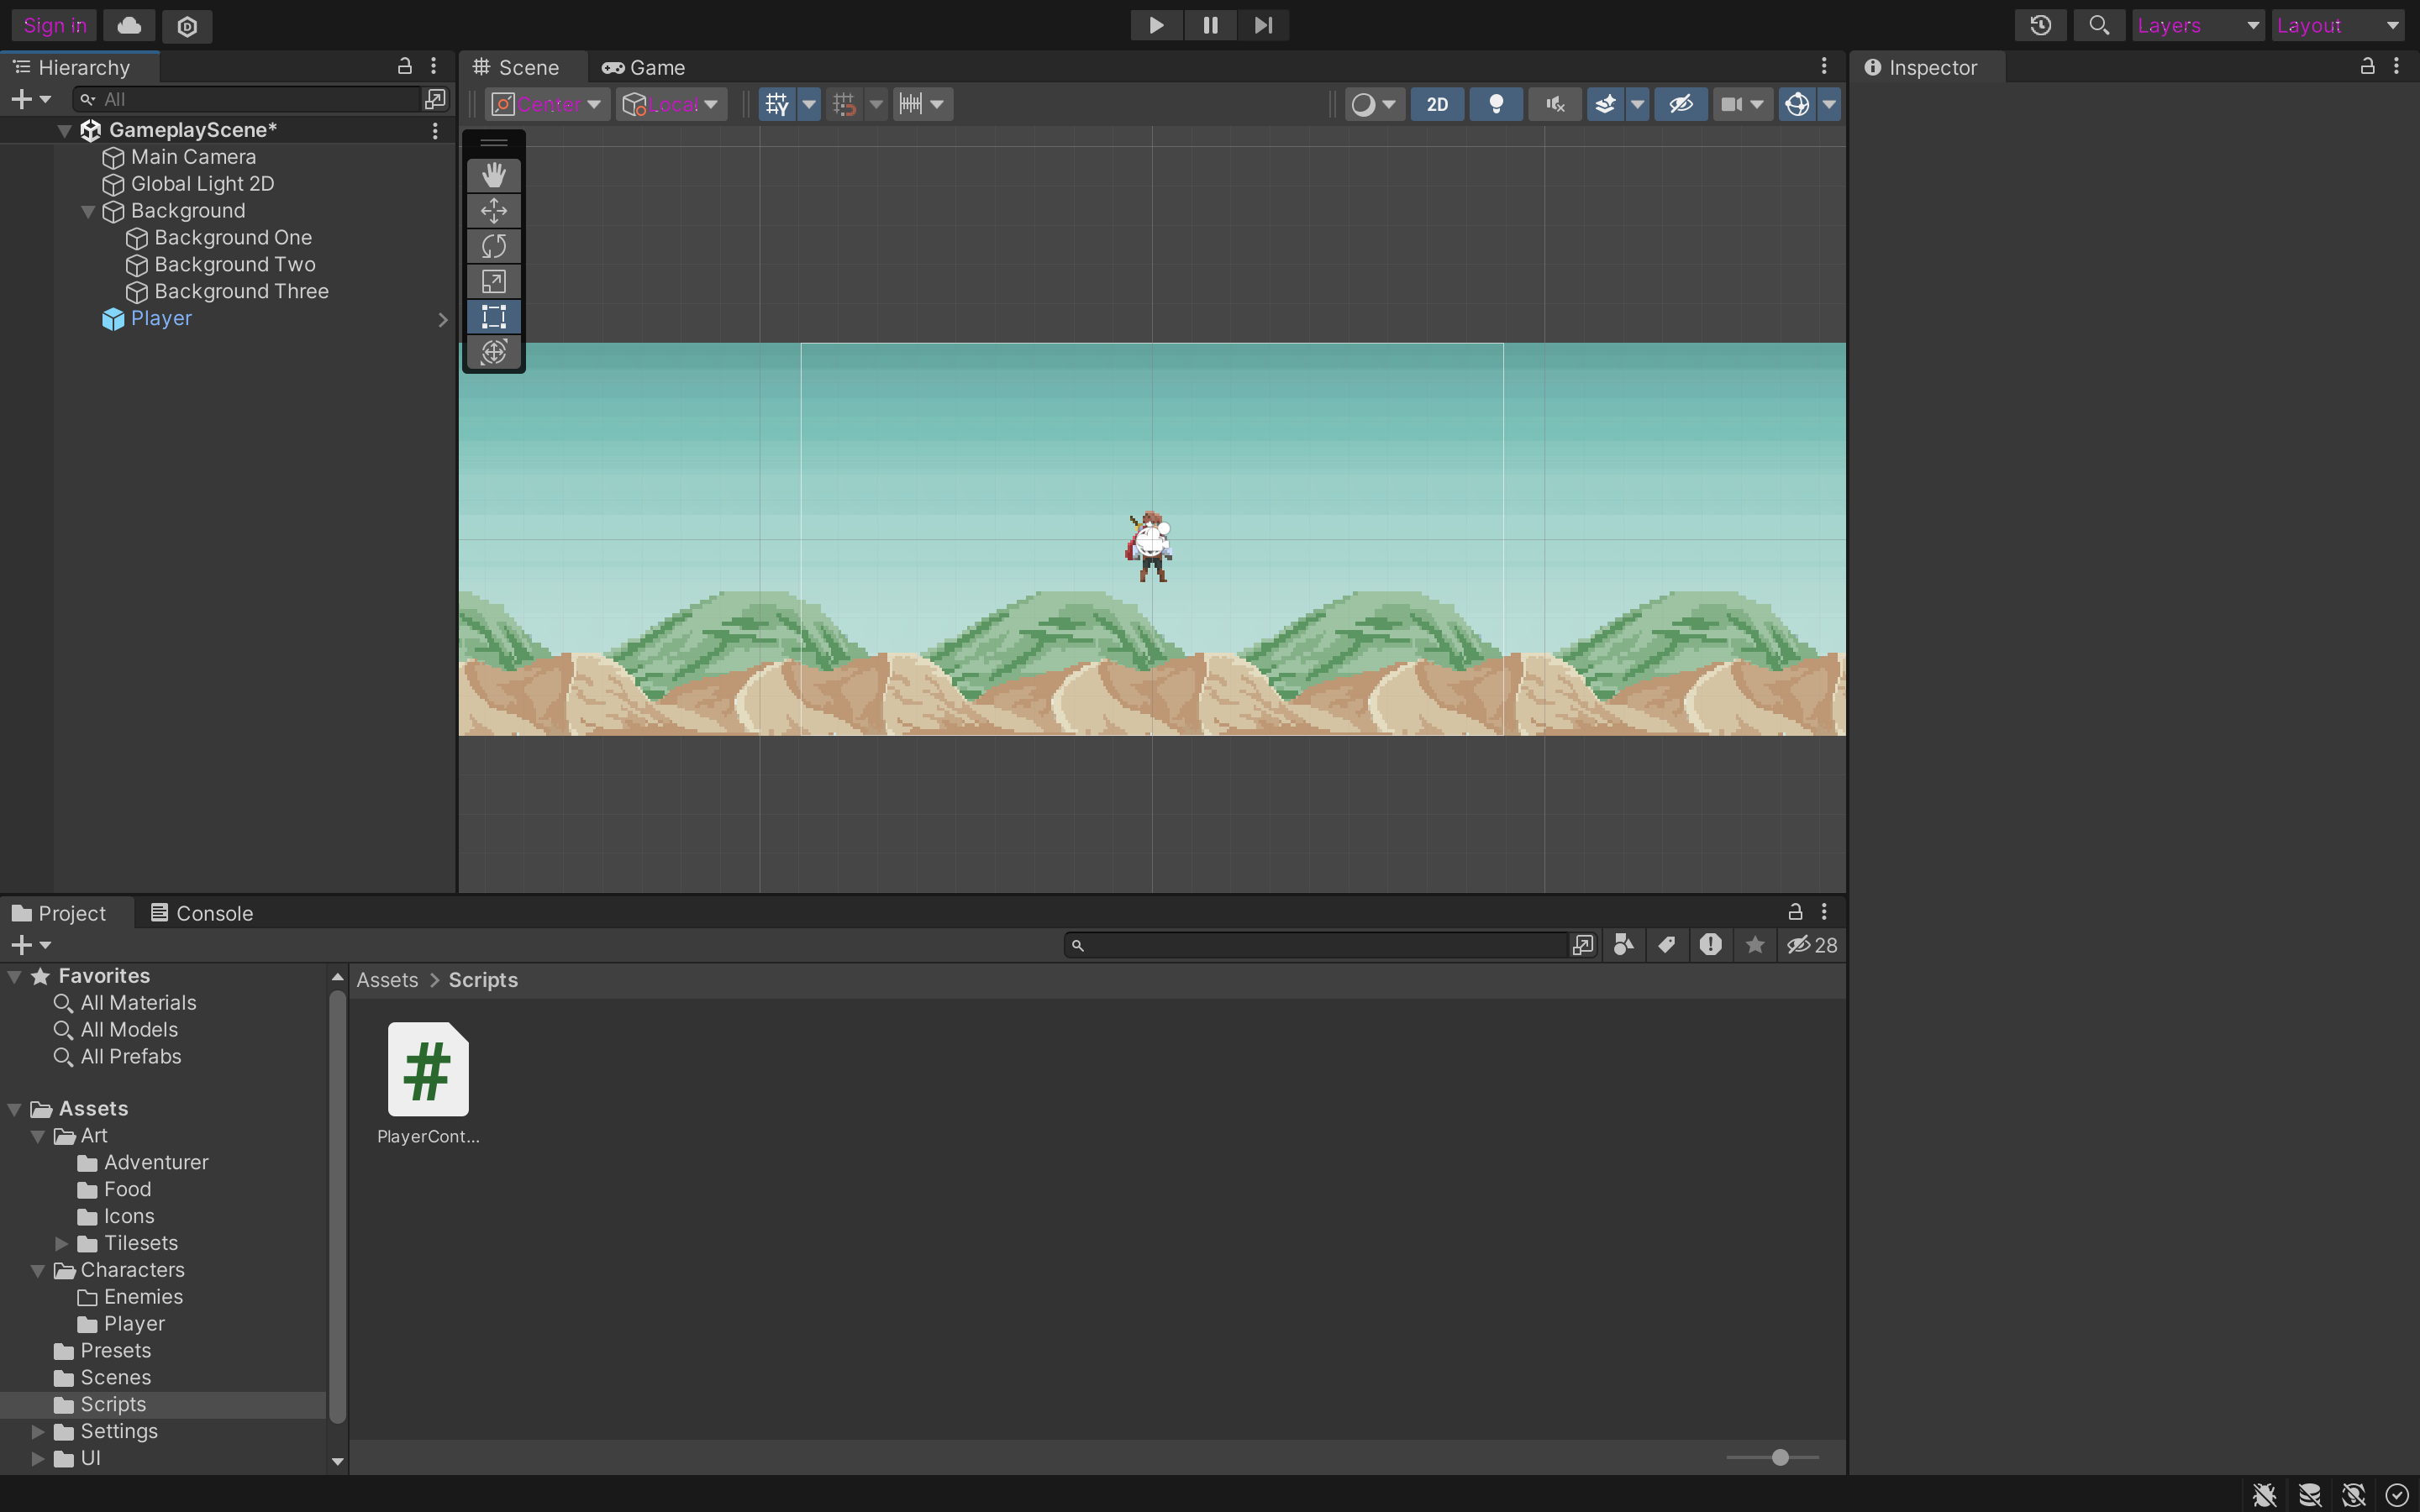 Sign in
Layers
Layout
Hierarchy
Scene
Game
Inspector
All
Center
Local
2D
GameplayScene*
Main Camera
Global Light 2D
Background
Background One
Background Two
Background Three
Player
Project
Console
28
Favorites
All Materials
All Models
All Prefabs
Assets
Art
Adventurer
Food
Icons
Tilesets
Characters
Enemies
Player
Presets
Scenes
Scripts
Settings
UI
Assets > Scripts
PlayerCont...